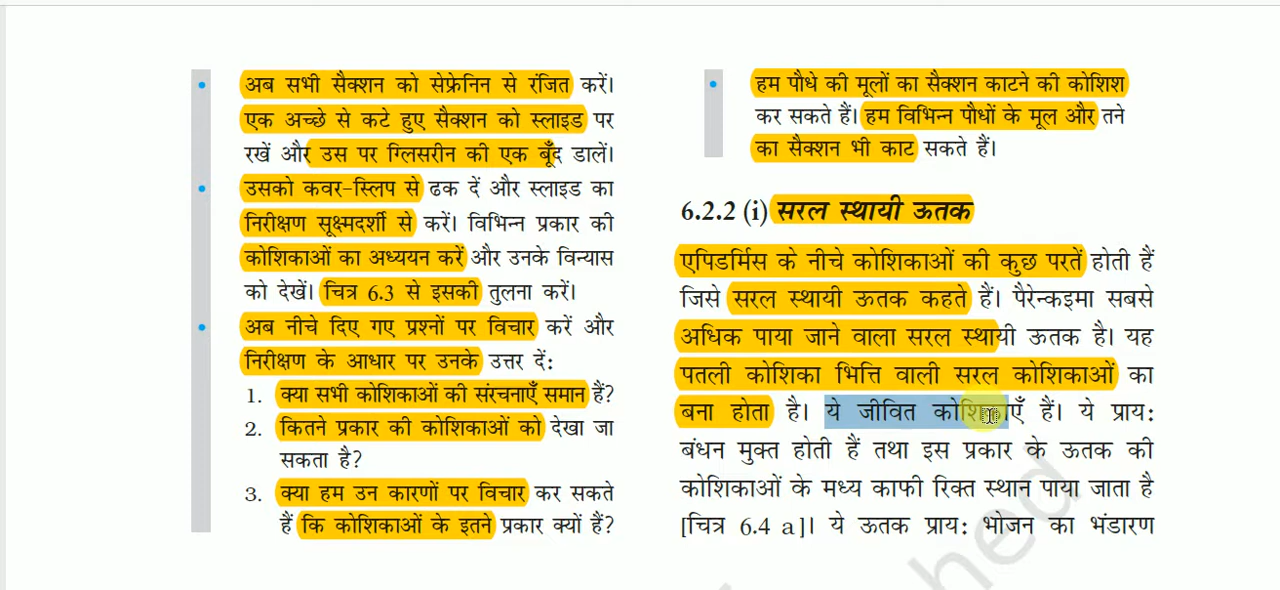 अब सभी सैक्शन को सेफ्रेनिन से रंजित करें।
एक अच्छे से कटे हुए सैक्शन को स्लाइड पर
रखें और उस पर ग्लिसरीन की एक बूँद डालें।
उसको कवर-स्लिप से ढक दें और स्लाइड का
निरीक्षण सूक्ष्मदर्शी से करें। विभिन्न प्रकार की
कोशिकाओं का अध्ययन करें और उनके विन्यास
को देखें। चित्र 6.3 से इसकी तुलना करें।
अब नीचे दिए गए प्रश्नों पर विचार करें और
निरीक्षण के आधार पर उनके उत्तर दें:
1. क्या सभी कोशिकाओं की संरचनाएँ समान हैं?
2. कितने प्रकार की कोशिकाओं को देखा जा
सकता है?
3. क्या हम उन कारणों पर विचार कर सकते
हैं कि कोशिकाओं के इतने प्रकार क्यों हैं?
हम पौधे की मूलों का सैक्शन काटने की कोशिश
कर सकते हैं। हम विभिन्न पौधों के मूल और तने
का सैक्शन भी काट सकते हैं।
6.2.2 (i) सरल स्थायी ऊतक
एपिडर्मिस के नीचे कोशिकाओं की कुछ परतें होती हैं
जिसे सरल स्थायी ऊतक कहते हैं। पैरेन्काइमा सबसे
अधिक पाया जाने वाला सरल स्थायी ऊतक है। यह
पतली कोशिका भित्ति वाली सरल कोशिकाओं का
बना होता है। ये जीवित कोशिकाएँ हैं। ये प्राय:
बंधन मुक्त होती हैं तथा इस प्रकार के ऊतक की
कोशिकाओं के मध्य काफी रिक्त स्थान पाया जाता है
[चित्र 6.4 a]। ये ऊतक प्राय: भोजन का भंडारण